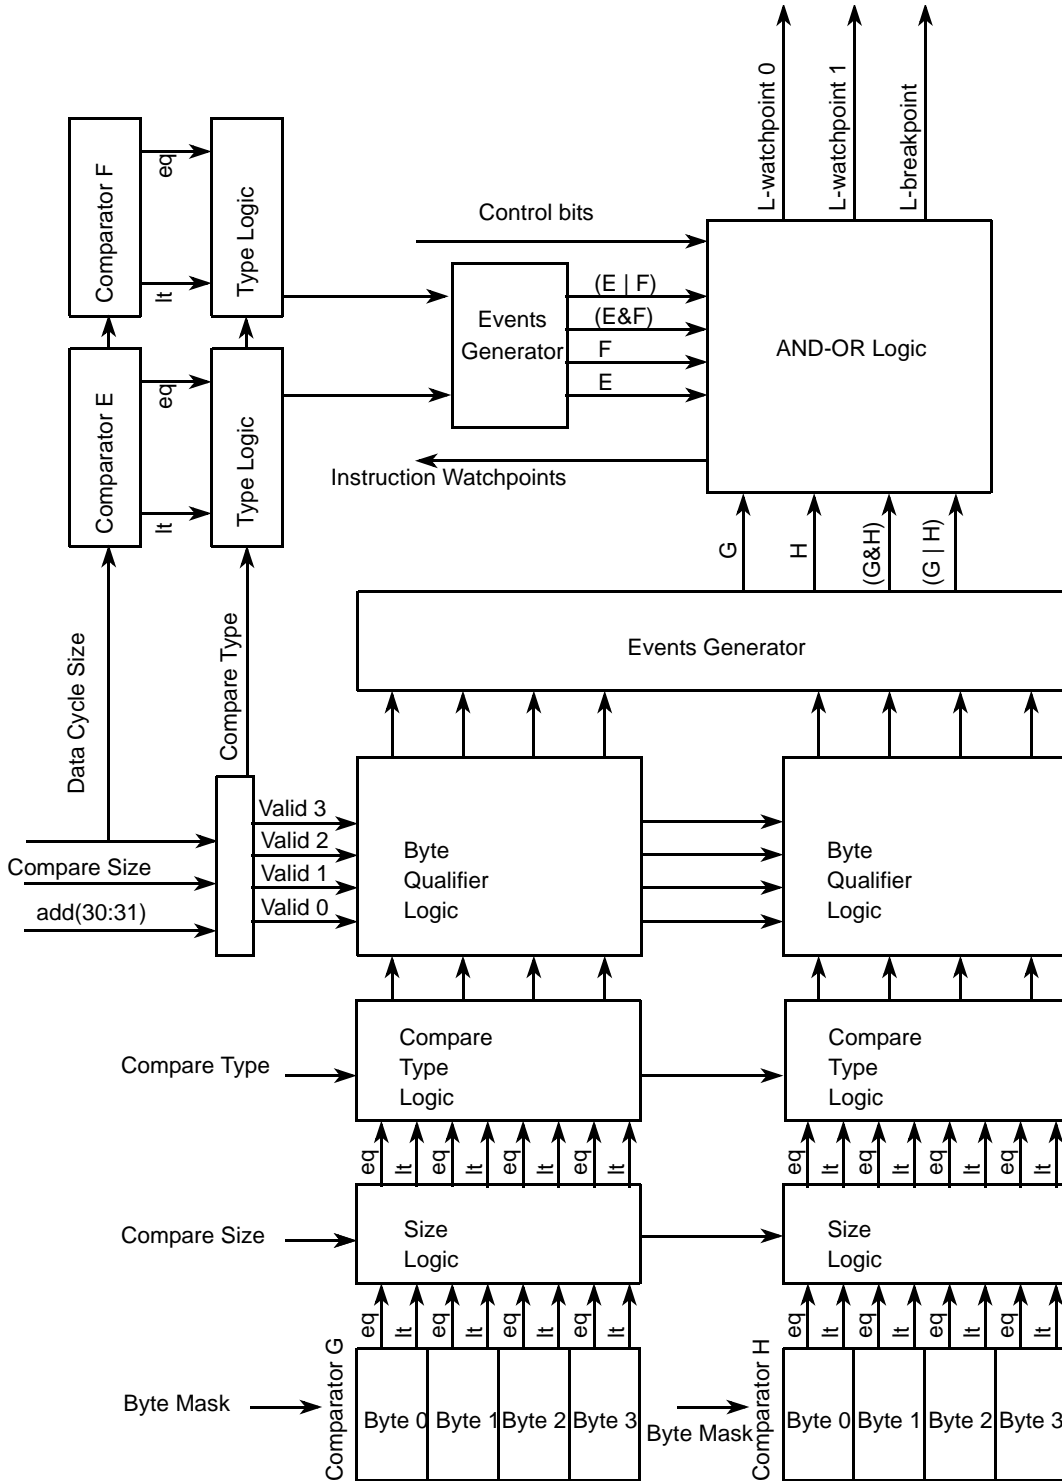 L-watchpoint 0
L-watchpoint 1
L-breakpoint
Comparator F
eq
lt
Type Logic
Control bits
Events
Generator
(E | F)
(E&F)
F
E
AND-OR Logic
Comparator E
eq
lt
Type Logic
Instruction Watchpoints
G
H
(G&H)
(G | H)
Data Cycle Size
Compare Type
Events Generator
Compare Size
add(30:31)
Valid 3
Valid 2
Valid 1
Valid 0
Byte
Qualifier
Logic
Byte
Qualifier
Logic
Compare Type
Compare
Type
Logic
Compare
Type
Logic
eq
lt
eq
lt
eq
lt
eq
lt
eq
lt
eq
lt
eq
lt
eq
lt
Compare Size
Size
Logic
Size
Logic
eq
lt
eq
lt
eq
lt
eq
lt
eq
lt
eq
lt
eq
lt
eq
lt
Byte Mask
Comparator G
Byte 0
Byte 1
Byte 2
Byte 3
Byte Mask
Comparator H
Byte 0
Byte 1
Byte 2
Byte 3